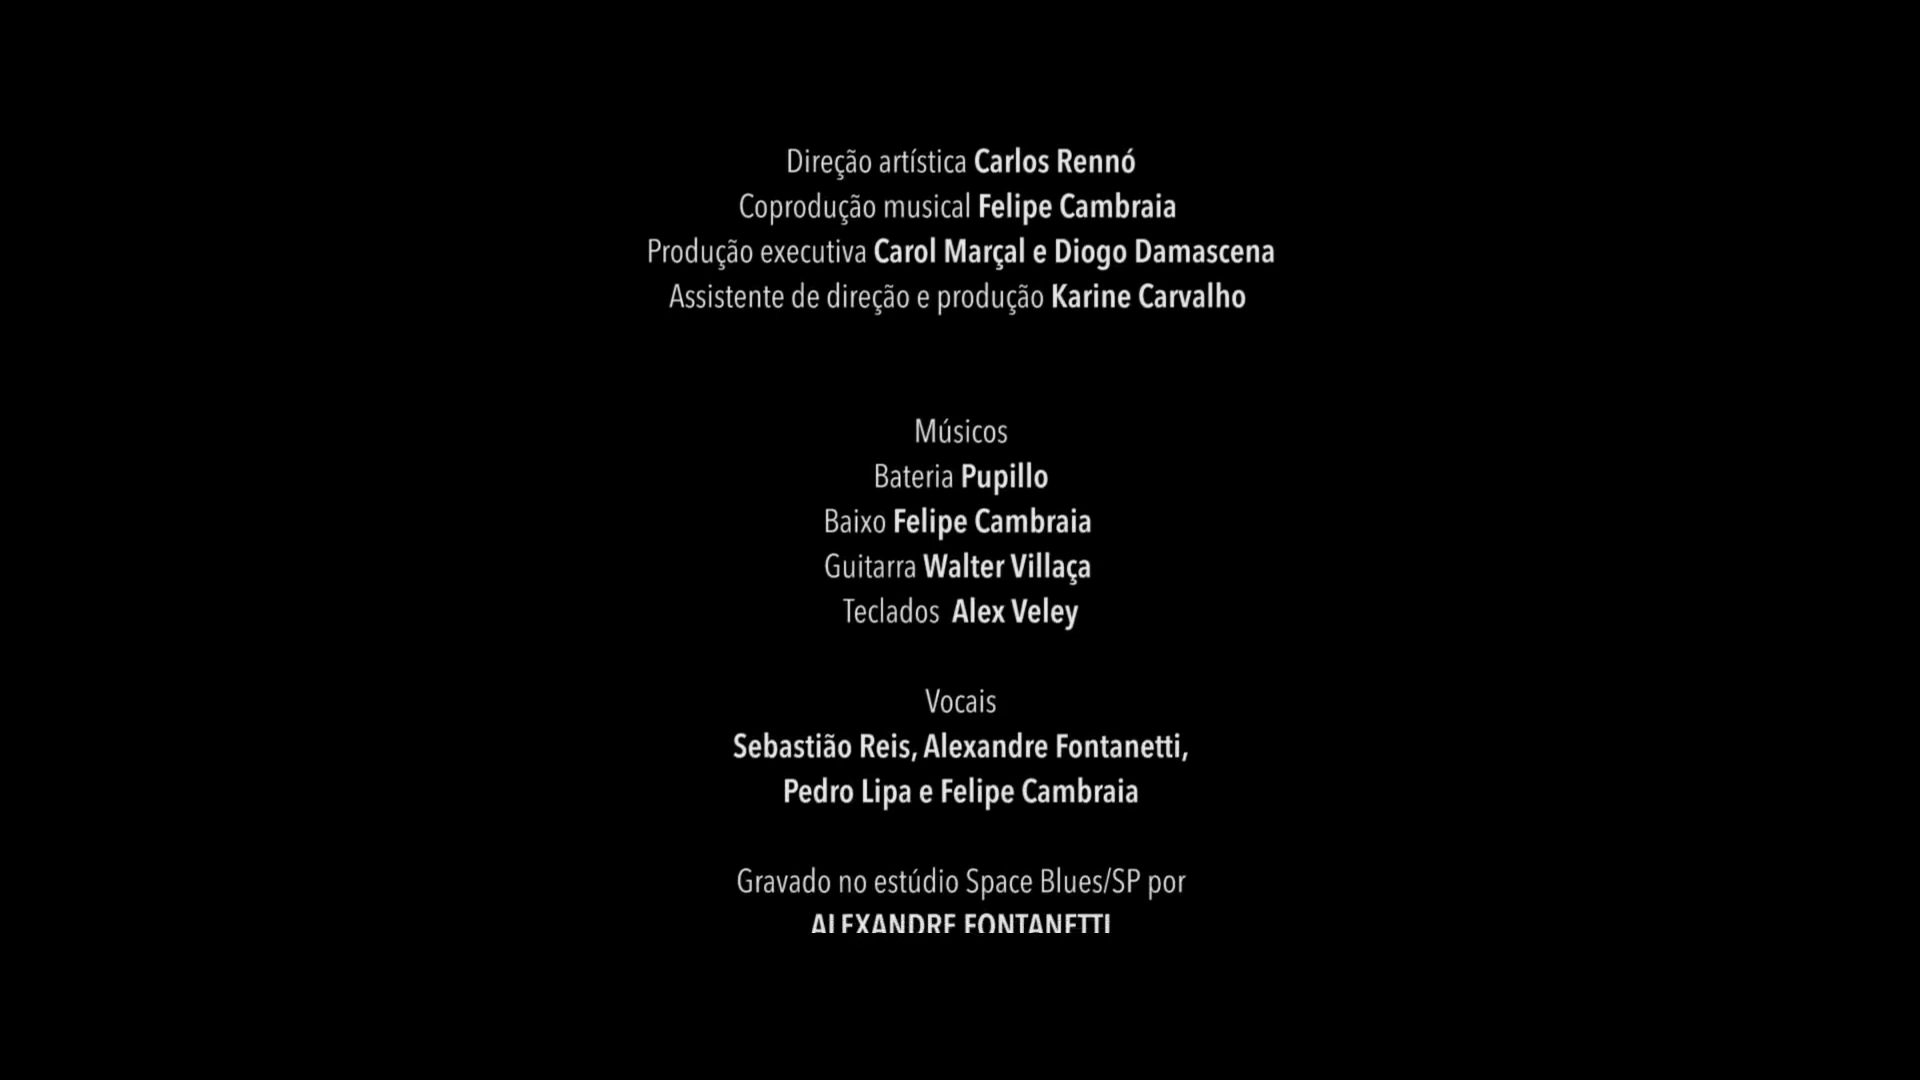 Direção artística Carlos Rennó
Coprodução musical Felipe Cambraia
Produção executiva Carol Marçal e Diogo Damascena
Assistente de direção e produção Karine Carvalho
Músicos
Bateria Pupillo
Baixo Felipe Cambraia
Guitarra Walter Villaça
Teclados Alex Veley
Vocais
Sebastião Reis, Alexandre Fontanetti,
Pedro Lipa e Felipe Cambraia
Gravado no estúdio Space Blues/SP por
ALEXANDRE FONTANETTI